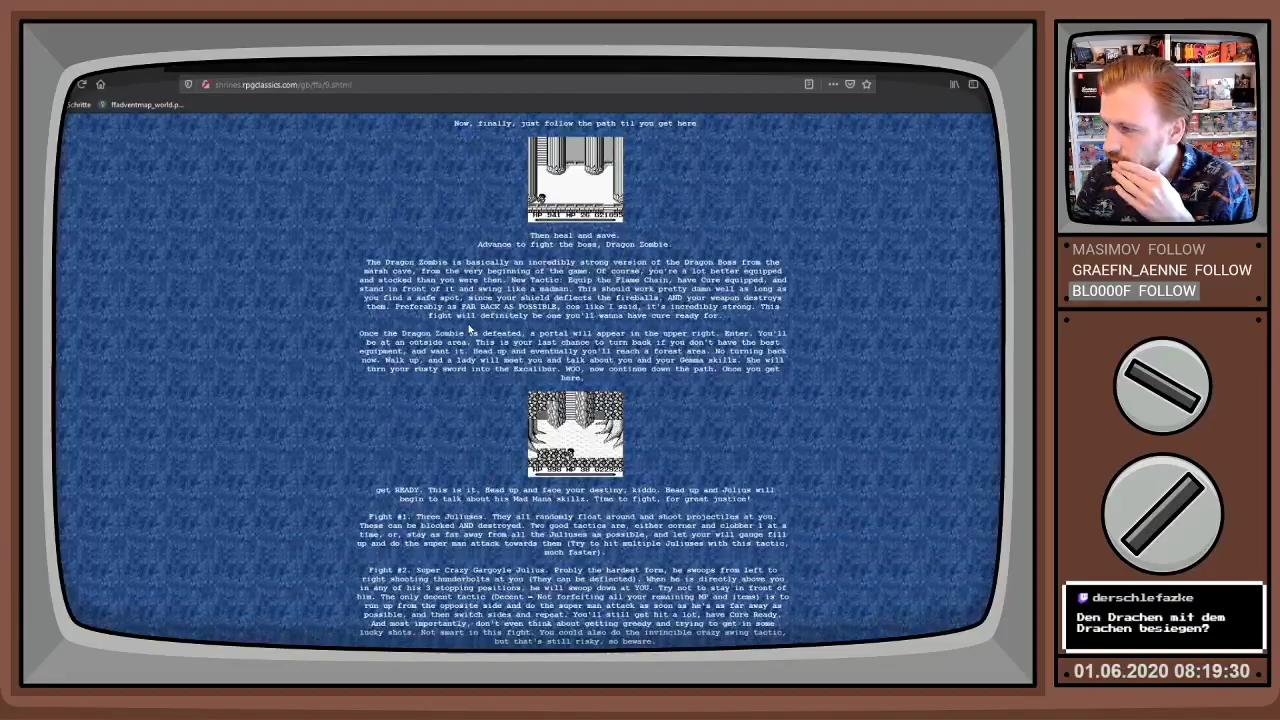 shrines.rpgclassics.com/gb/ffa/9.shtml
Schritte ffadventmap_world.p...
Now, finally, just follow the path til you get here
Then heal and save.
Advance to fight the boss, Dragon Zombie.
The Dragon Zombie is basically an incredibly strong version of the Dragon Boss from the
marsh cave, from the very beginning of the game. Of course, you're a lot better equipped
and stocked than you were then. New Tactic: Equip the Flame Chain, have Cure equipped, and
stand in front of it and swing like a madman. This should work pretty damn well as long as
you find a safe spot, since your shield deflects the fireballs, AND your weapon destroys
them. Preferably as FAR BACK AS POSSIBLE, cos like I said, it's incredibly strong. This
fight will definitely be one you'll wanna have cure ready for.
Once the Dragon Zombie is defeated, a portal will appear in the upper right. Enter. You'll
be at an outside area. This is your last chance to turn back if you don't have the best
equipment, and want it. Head up and eventually you'll reach a forest area. No turning back
now. Walk up, and a lady will meet you and talk about you and your Gemma skillz. She will
turn your rusty sword into the Excalibur. WOO, now continue down the path. Once you get
here,
get READY. This is it. Head up and face your destiny, kiddo. Head up and Julius will
begin to talk about his Mad Mana skillz. Time to fight, for great justice!
Fight #1. Three Juliuses. They all randomly float around and shoot projectiles at you.
These can be blocked AND destroyed. Two good tactics are, either corner and clobber 1 at a
time, or, stay as far away from all the Juliuses as possible, and let your will gauge fill
up and do the super man attack towards them (Try to hit multiple Juliuses with this tactic,
much faster).
Fight #2. Super Crazy Gargoyle Julius. Probly the hardest form, he swoops from left to
right shooting thunderbolts at you (They can be deflected). When he is directly above you
in any of his 3 stopping positions, he will swoop down at YOU. Try not to stay in front of
him. The only decent tactic (Decent = Not forfeiting all your remaining MP and items) is to
run up from the opposite side and do the super man attack as soon as he's as far away as
possible, and then switch sides and repeat. You'll still get hit a lot, have Cure Ready.
And most importantly, don't even think about getting greedy and trying to get in some
lucky shots. Not smart in this fight. You could also do the invincible crazy swing tactic,
but that's still risky, so beware.
MASIMOV FOLLOW
GRAEFIN_AENNE FOLLOW
BL0000F FOLLOW
derschlefazke
Den Drachen mit dem
Drachen besiegen?
01.06.2020 08:19:30